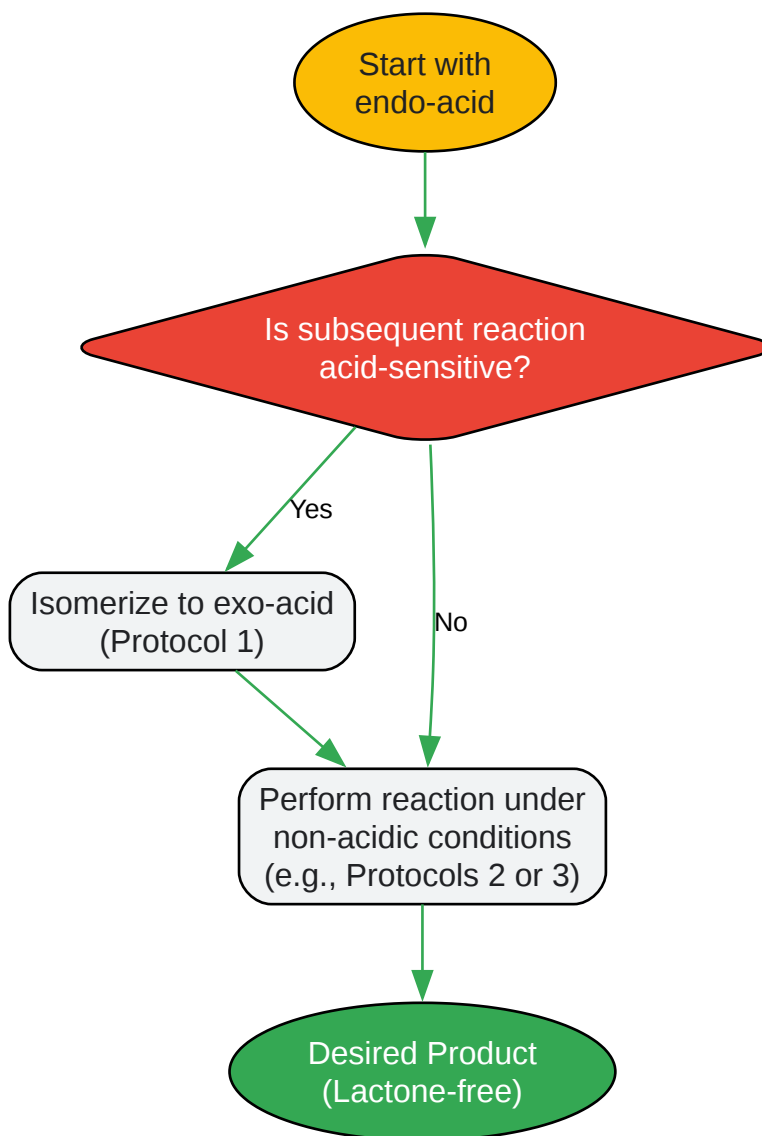 Start with
endo-acid
Is subsequent reaction
acid-sensitive?
Yes
Isomerize to exo-acid
(Protocol 1)
No
Perform reaction under
non-acidic conditions
(e.g., Protocols 2 or 3)
Desired Product
(Lactone-free)